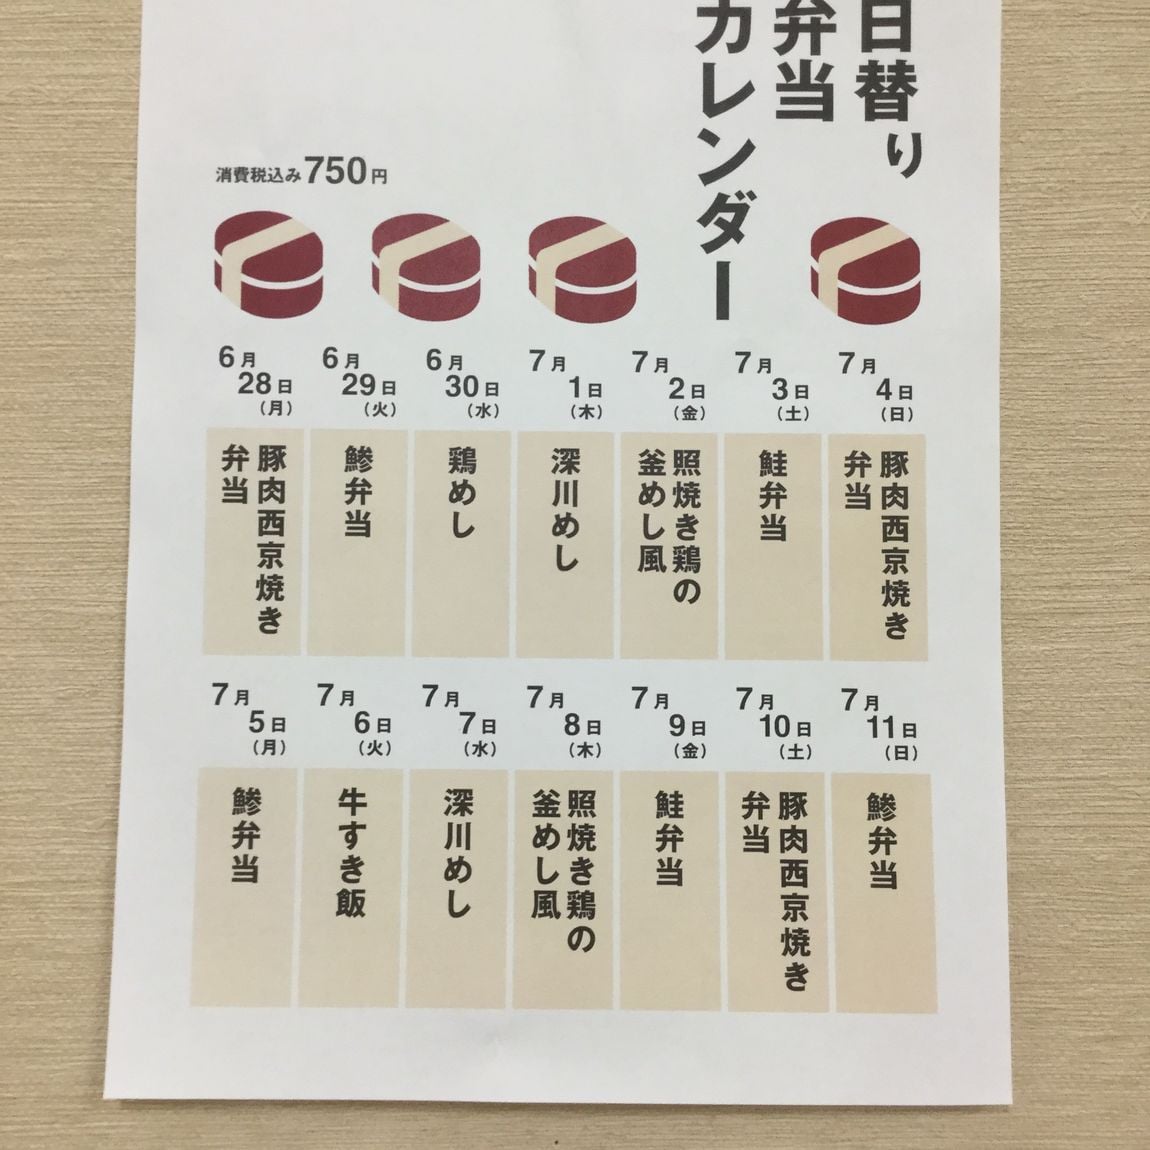 日替り
弁当
カレンダー
消費税込み750円
6月28日(月)
豚肉西京焼き
弁当
6月29日(火)
鯵弁当
6月30日(水)
鶏めし
7月1日(木)
深川めし
7月2日(金)
照焼き鶏の
釜めし風
7月3日(土)
鮭弁当
7月4日(日)
豚肉西京焼き
弁当
7月5日(月)
鯵弁当
7月6日(火)
牛すき飯
7月7日(水)
深川めし
7月8日(木)
照焼き鶏の
釜めし風
7月9日(金)
鮭弁当
7月10日(土)
豚肉西京焼き
弁当
7月11日(日)
鯵弁当